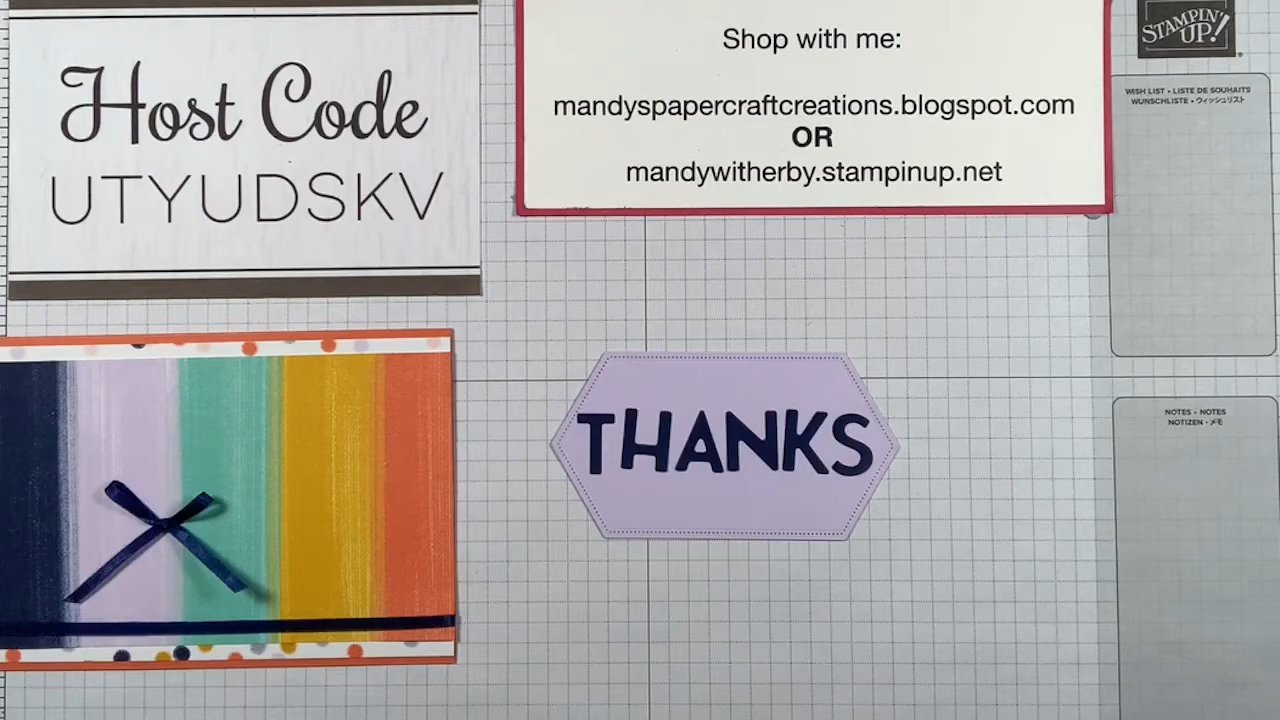 Host Code
UTYUDSKV
Shop with me:
mandyspapercraftcreations.blogspot.com
OR
mandywitherby.stampinup.net
STAMPIN'
UP!
WISH LIST • LISTE DE SOUHAITS
WUNSCHLISTE • ウィッシュリスト
THANKS
NOTES • NOTES
NOTIZEN • メモ